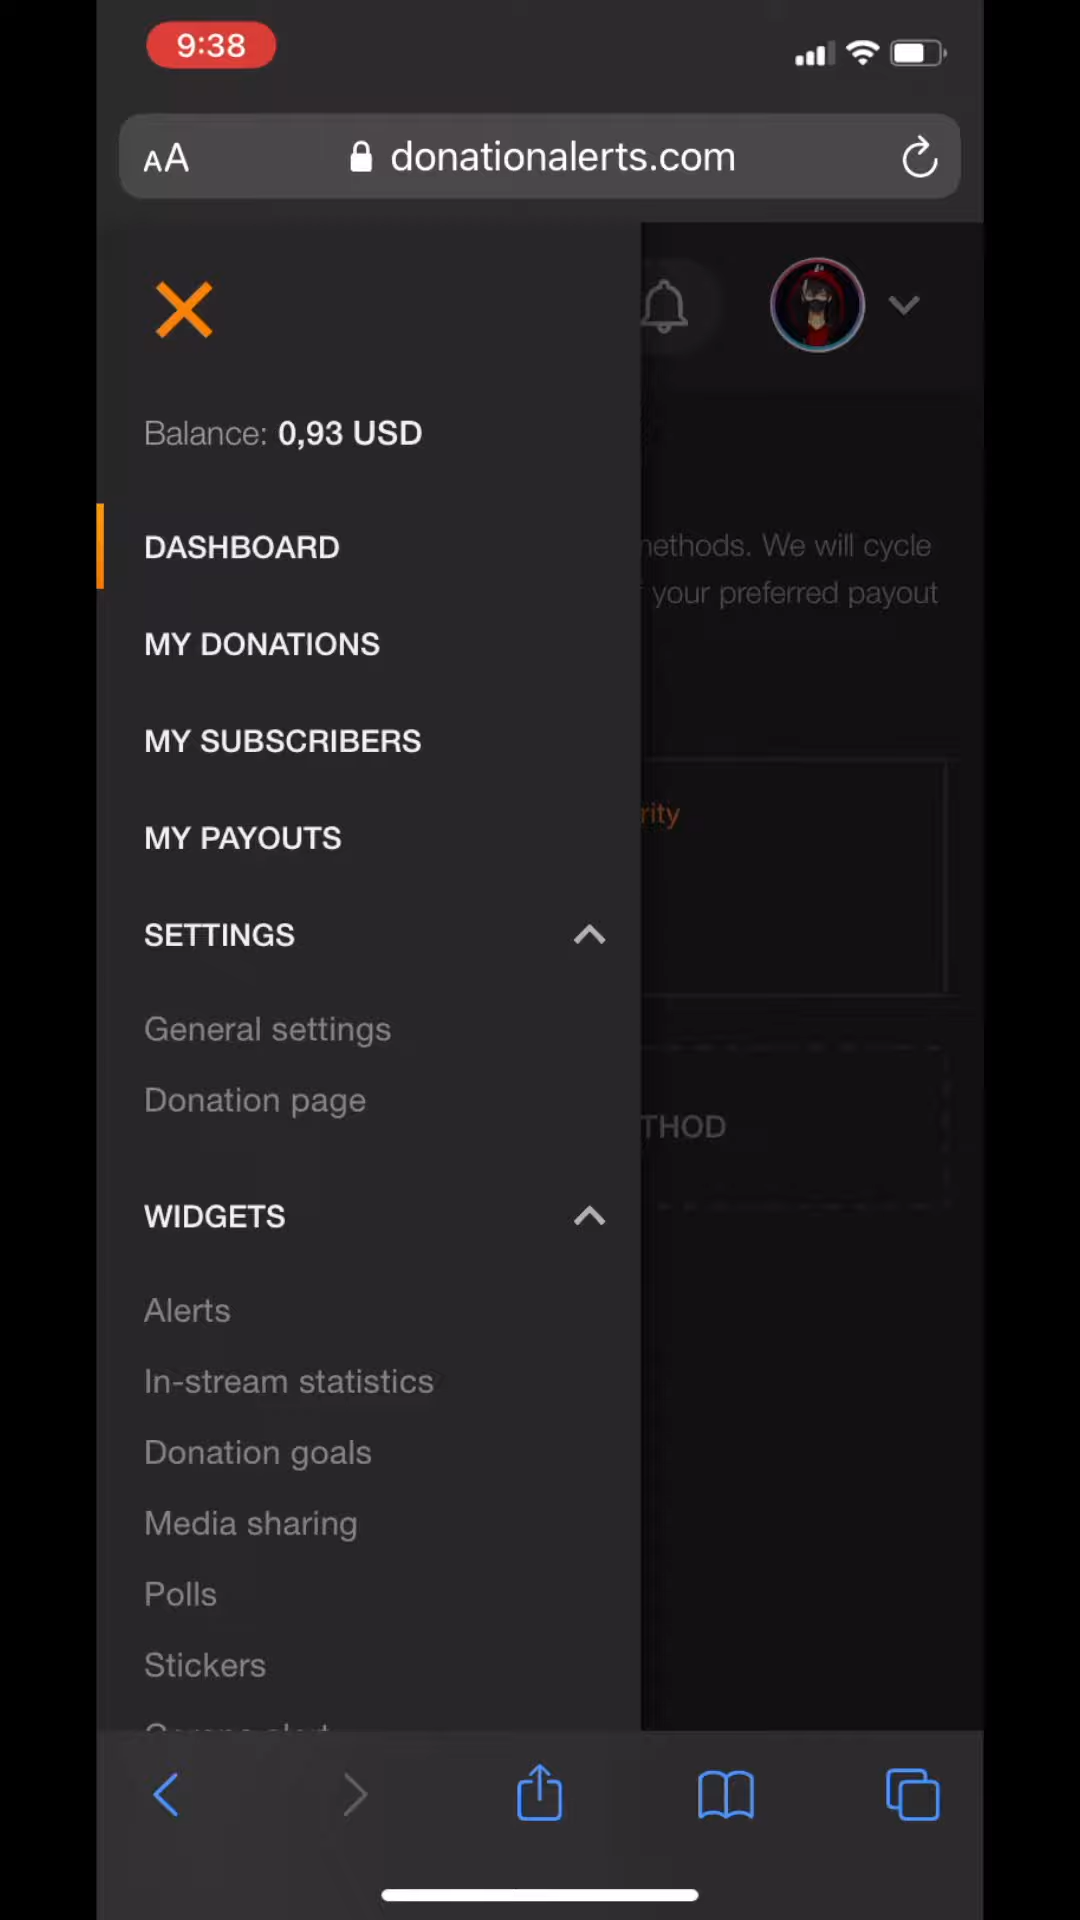 9:38
AA donationalerts.com
Balance: 0,93 USD
DASHBOARD
ethods. We will cycle
your preferred payout
MY DONATIONS
MY SUBSCRIBERS
rity
MY PAYOUTS
SETTINGS
General settings
Donation page
THOD
WIDGETS
Alerts
In-stream statistics
Donation goals
Media sharing
Polls
Stickers